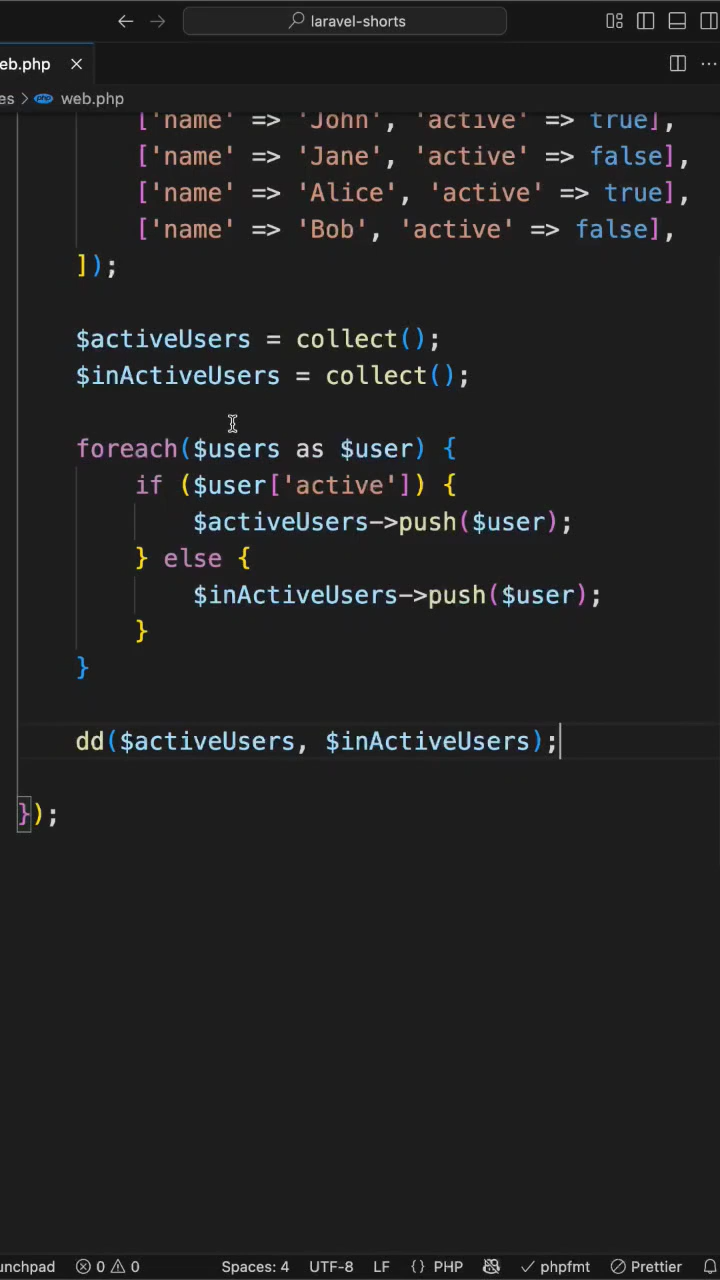 laravel-shorts
eb.php
es > web.php
['name' => 'John', 'active' => true],
['name' => 'Jane', 'active' => false],
['name' => 'Alice', 'active' => true],
['name' => 'Bob', 'active' => false],
]);
$activeUsers = collect();
$inActiveUsers = collect();
foreach($users as $user) {
if ($user['active']) {
$activeUsers->push($user);
} else {
$inActiveUsers->push($user);
}
}
dd($activeUsers, $inActiveUsers);
});
unchpad 0 0 Spaces: 4 UTF-8 LF {} PHP phpfmt Prettier